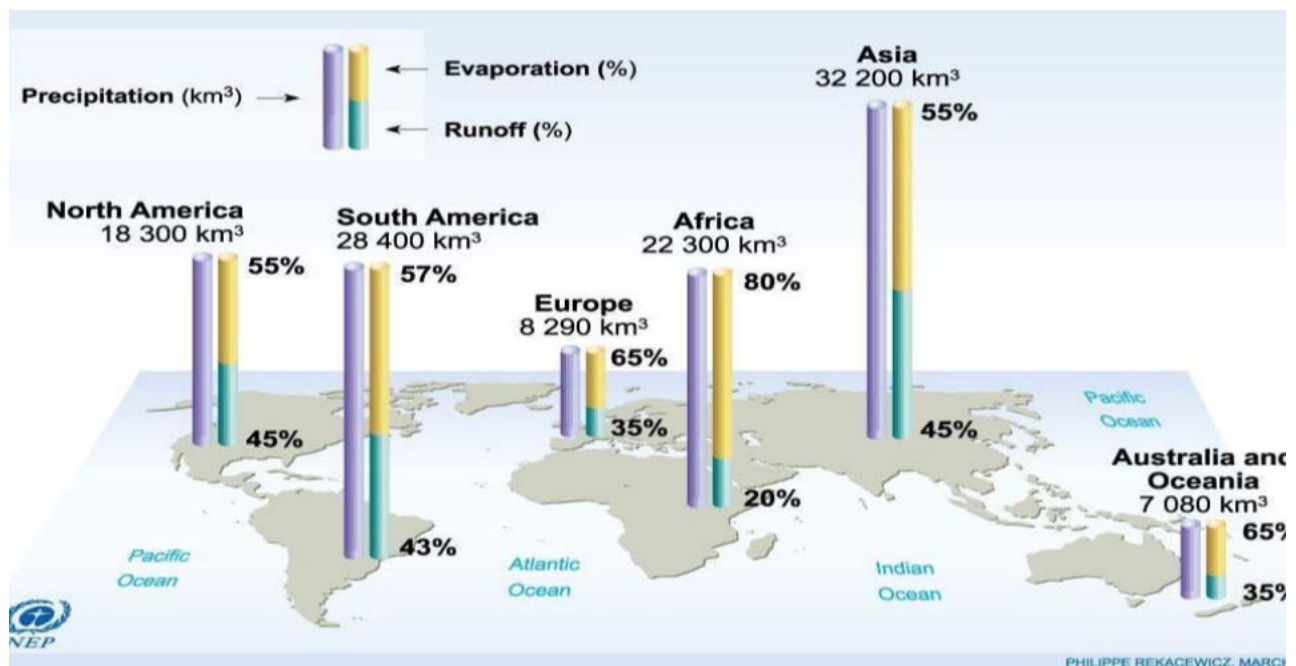 Precipitation (km³)
Evaporation (%)
Runoff (%)
North America
18 300 km³
55%
45%
South America
28 400 km³
57%
43%
Europe
8 290 km³
65%
35%
Africa
22 300 km³
80%
20%
Asia
32 200 km³
55%
45%
Australia and
Oceania
7 080 km³
65%
35%
Pacific
Ocean
Atlantic
Ocean
Indian
Ocean
Pacific
Ocean
NEP
PHILIPPE REKACEWICZ, MARCH